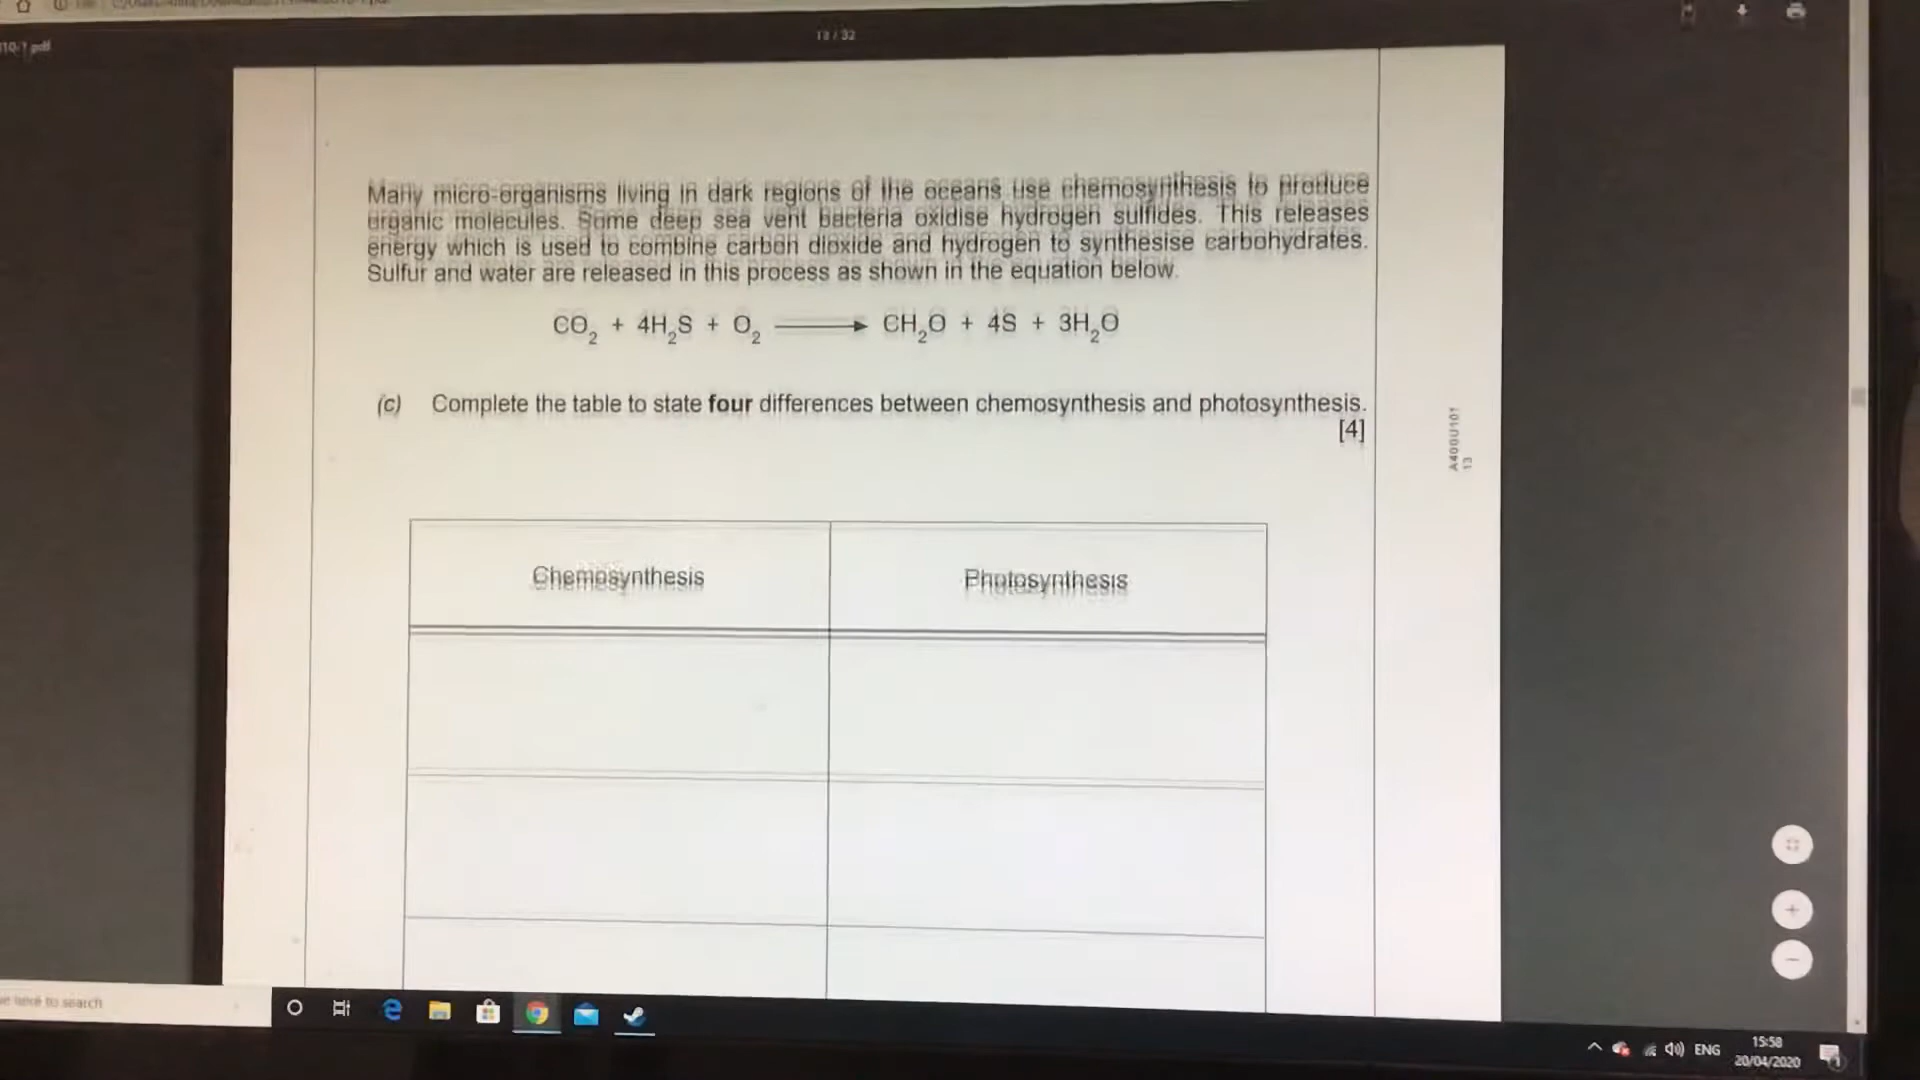 13 / 32
Many micro-organisms living in dark regions of the oceans use chemosynthesis to produce
organic molecules. Some deep sea vent bacteria oxidise hydrogen sulfides. This releases
energy which is used to combine carbon dioxide and hydrogen to synthesise carbohydrates.
Sulfur and water are released in this process as shown in the equation below.
CO₂ + 4H₂S + O₂ ⟶ CH₂O + 4S + 3H₂O
(c) Complete the table to state four differences between chemosynthesis and photosynthesis.
[4]
A400U101
13
Chemosynthesis
Photosynthesis
here to search
ENG
15:58
20/04/2020